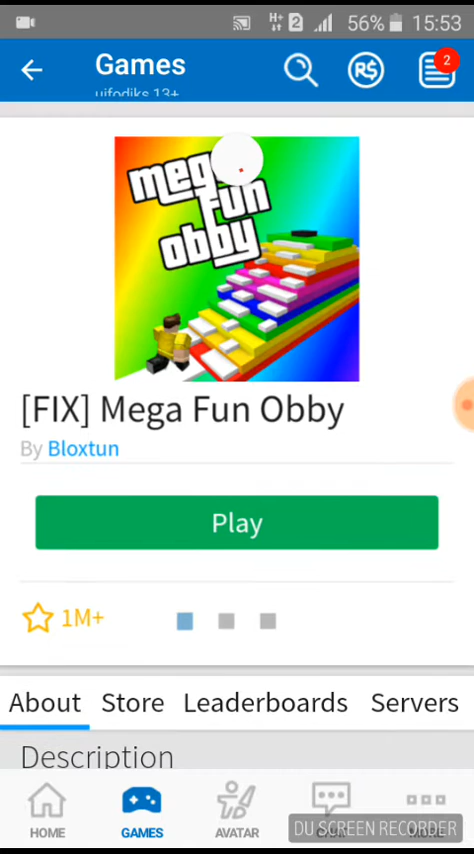 H+ 2 56% 15:53
Games
uifodiks 13+
R$
2
mega
fun
obby
[FIX] Mega Fun Obby
By Bloxtun
Play
1M+
About Store Leaderboards Servers
Description
HOME GAMES AVATAR
DU SCREEN RECORDER